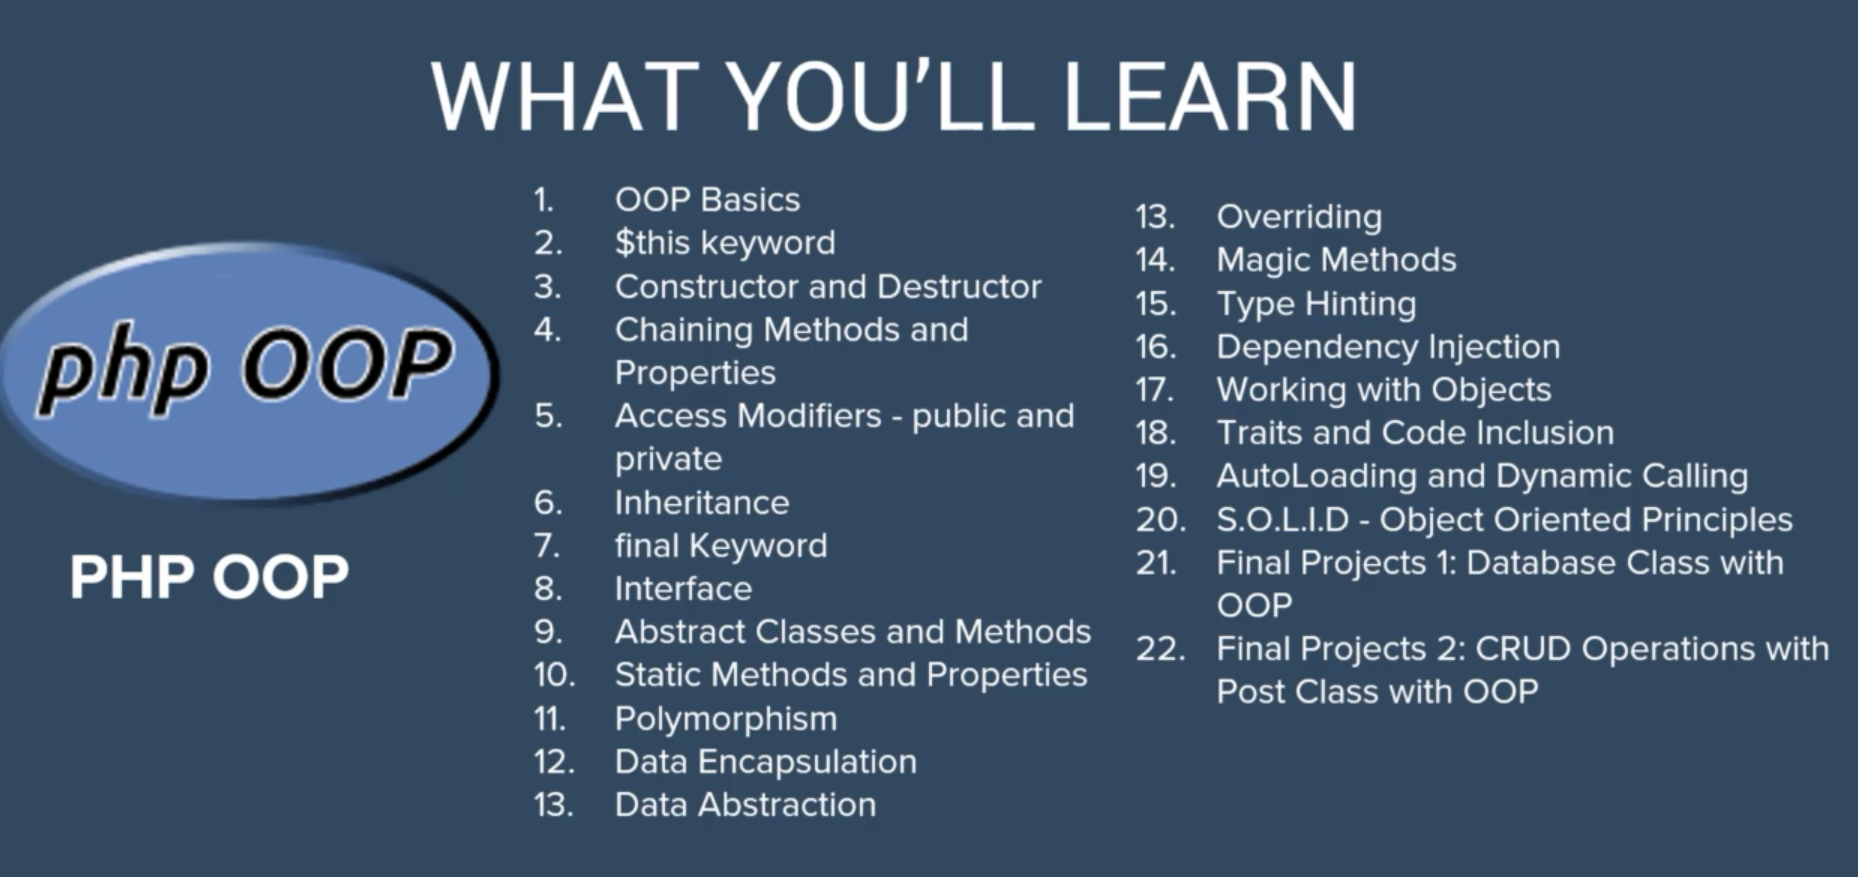 WHAT YOU'LL LEARN
php OOP
PHP OOP
1. OOP Basics
2. $this keyword
3. Constructor and Destructor
4. Chaining Methods and
Properties
5. Access Modifiers - public and
private
6. Inheritance
7. final Keyword
8. Interface
9. Abstract Classes and Methods
10. Static Methods and Properties
11. Polymorphism
12. Data Encapsulation
13. Data Abstraction
13. Overriding
14. Magic Methods
15. Type Hinting
16. Dependency Injection
17. Working with Objects
18. Traits and Code Inclusion
19. AutoLoading and Dynamic Calling
20. S.O.L.I.D - Object Oriented Principles
21. Final Projects 1: Database Class with
OOP
22. Final Projects 2: CRUD Operations with
Post Class with OOP